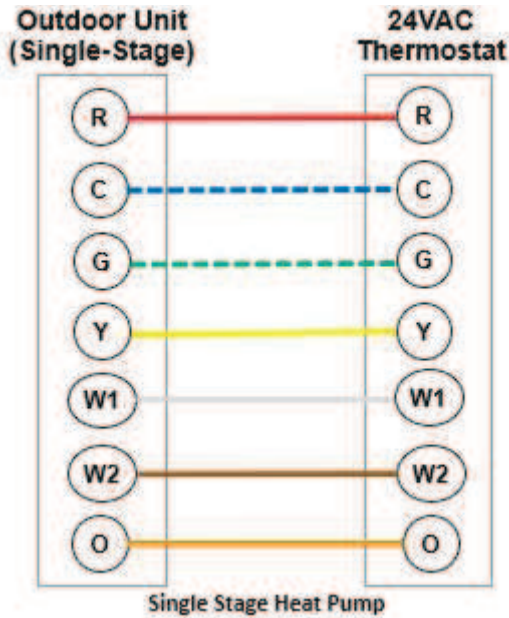 Outdoor Unit
(Single-Stage)
24VAC
Thermostat
R R
C C
G G
Y Y
W1 W1
W2 W2
O O
Single Stage Heat Pump